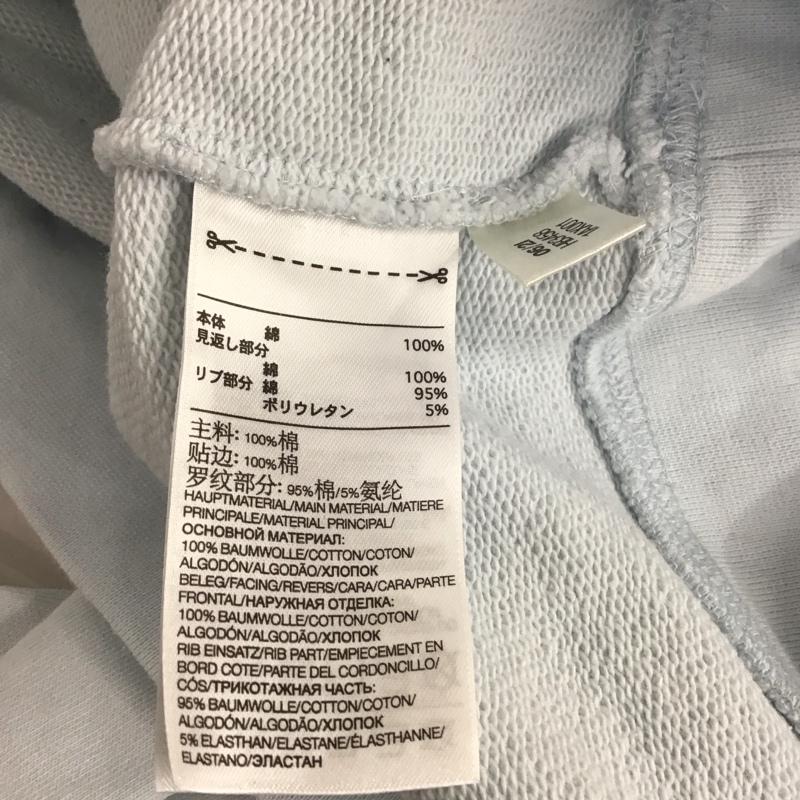 06/21
HB9458
1AX001
本体 綿 100%
見返し部分
綿 100%
リブ部分 綿 95%
ポリウレタン 5%
主料: 100%棉
贴边: 100%棉
罗纹部分: 95%棉/5%氨纶
HAUPTMATERIAL/MAIN MATERIAL/MATIERE
PRINCIPALE/MATERIAL PRINCIPAL/
ОСНОВНОЙ МАТЕРИАЛ:
100% BAUMWOLLE/COTTON/COTON/
ALGODÓN/ALGODÃO/ХЛОПОК
BELEG/FACING/REVERS/CARA/CARA/PARTE
FRONTAL/НАРУЖНАЯ ОТДЕЛКА:
100% BAUMWOLLE/COTTON/COTON/
ALGODÓN/ALGODÃO/ХЛОПОК
RIB EINSATZ/RIB PART/EMPIECEMENT EN
BORD COTE/PARTE DEL CORDONCILLO/
CÓS/ТРИКОТАЖНАЯ ЧАСТЬ:
95% BAUMWOLLE/COTTON/COTON/
ALGODÓN/ALGODÃO/ХЛОПОК
5% ELASTHAN/ELASTANE/ÉLASTHANNE/
ELASTANO/ЭЛАСТАН